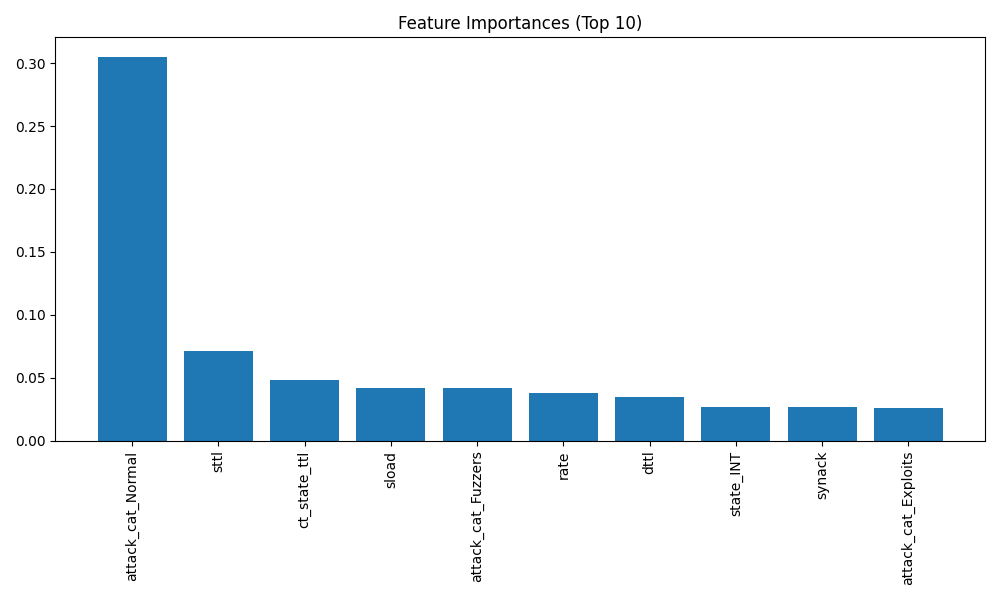 Feature Importances (Top 10)
0.30
0.25
0.20
0.15
0.10
0.05
0.00
attack_cat_Normal
sttl
ct_state_ttl
sload
attack_cat_Fuzzers
rate
dttl
state_INT
synack
attack_cat_Exploits